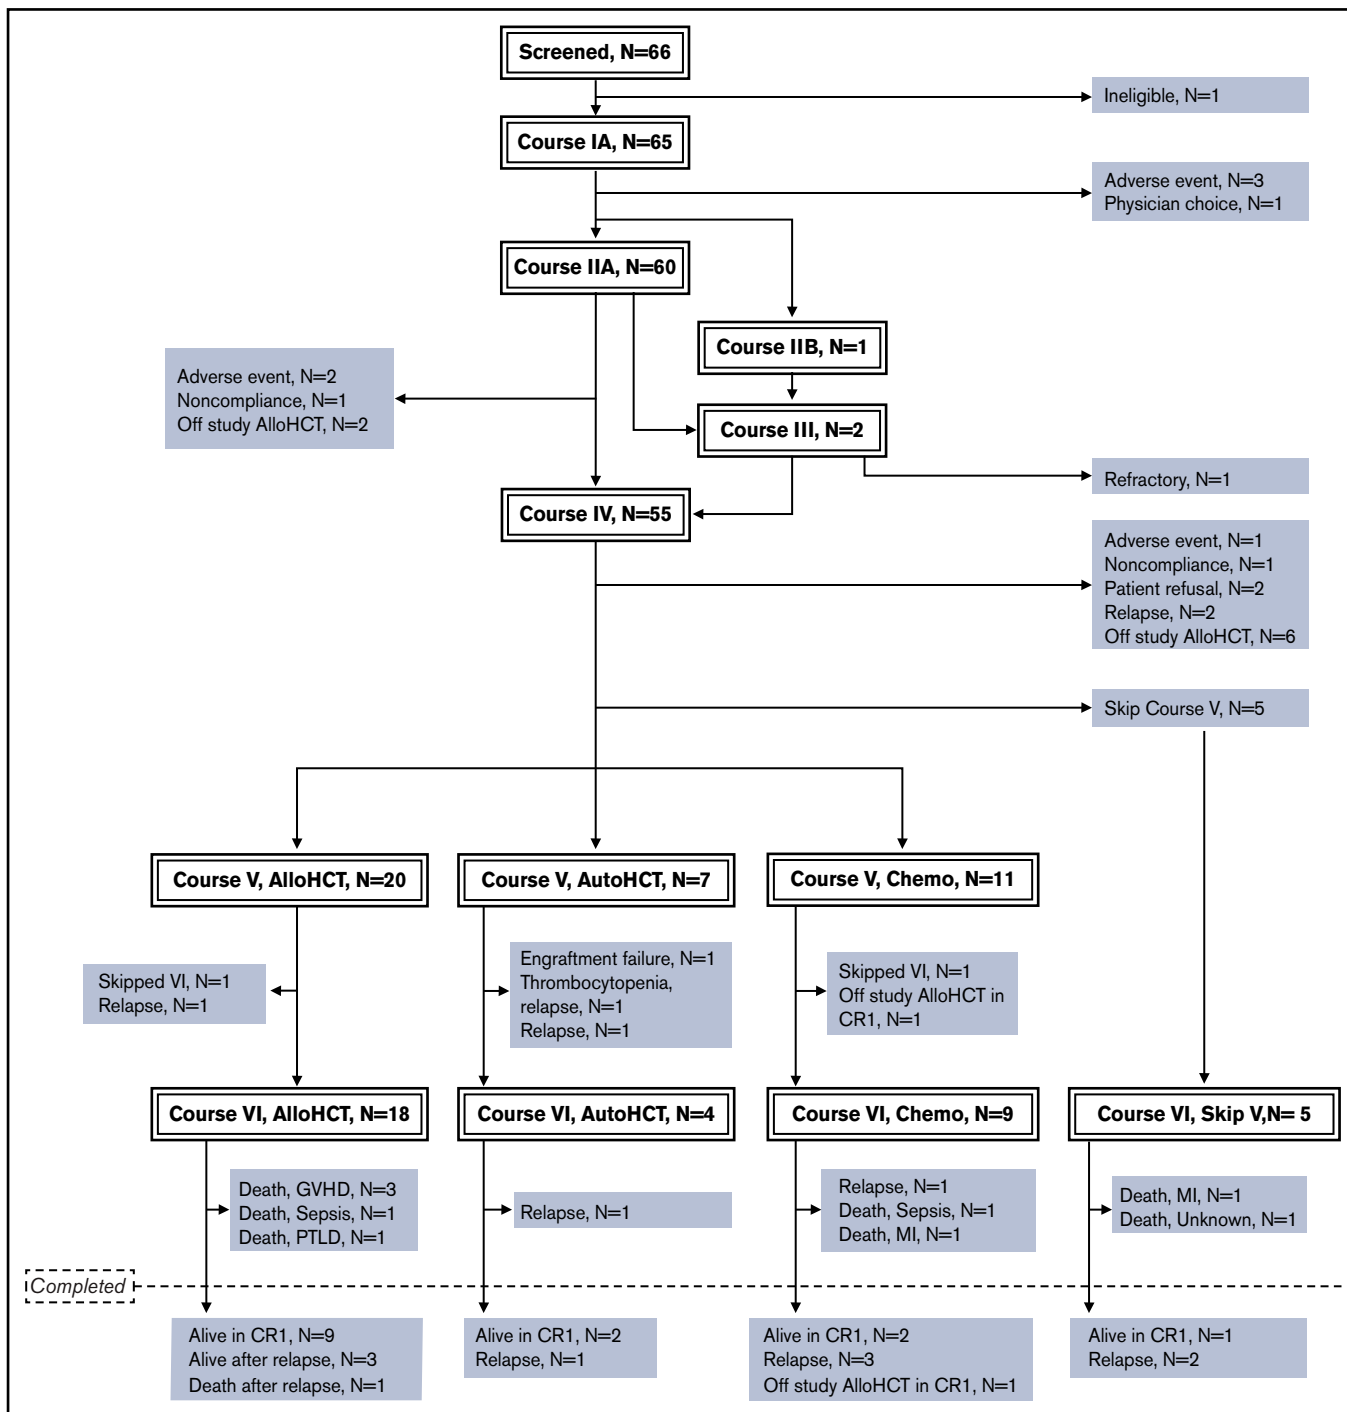 Screened, N=66
Ineligible, N=1
Course IA, N=65
Adverse event, N=3
Physician choice, N=1
Course IIA, N=60
Course IIB, N=1
Adverse event, N=2
Noncompliance, N=1
Off study AlloHCT, N=2
Course III, N=2
Refractory, N=1
Course IV, N=55
Adverse event, N=1
Noncompliance, N=1
Patient refusal, N=2
Relapse, N=2
Off study AlloHCT, N=6
Skip Course V, N=5
Course V, AlloHCT, N=20
Course V, AutoHCT, N=7
Course V, Chemo, N=11
Skipped VI, N=1
Relapse, N=1
Engraftment failure, N=1
Thrombocytopenia,
relapse, N=1
Relapse, N=1
Skipped VI, N=1
Off study AlloHCT in
CR1, N=1
Course VI, AlloHCT, N=18
Course VI, AutoHCT, N=4
Course VI, Chemo, N=9
Course VI, Skip V,N= 5
Death, GVHD, N=3
Death, Sepsis, N=1
Death, PTLD, N=1
Relapse, N=1
Relapse, N=1
Death, Sepsis, N=1
Death, MI, N=1
Death, MI, N=1
Death, Unknown, N=1
Completed
Alive in CR1, N=9
Alive after relapse, N=3
Death after relapse, N=1
Alive in CR1, N=2
Relapse, N=1
Alive in CR1, N=2
Relapse, N=3
Off study AlloHCT in CR1, N=1
Alive in CR1, N=1
Relapse, N=2